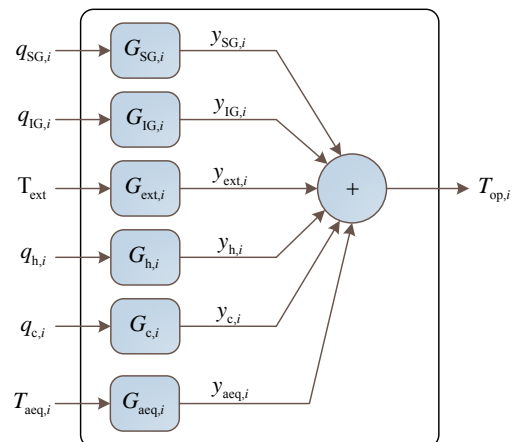 q_SG,i G_SG,i y_SG,i
q_IG,i G_IG,i y_IG,i
T_ext G_ext,i y_ext,i + T_op,i
q_h,i G_h,i y_h,i
q_c,i G_c,i y_c,i
T_aeq,i G_aeq,i y_aeq,i